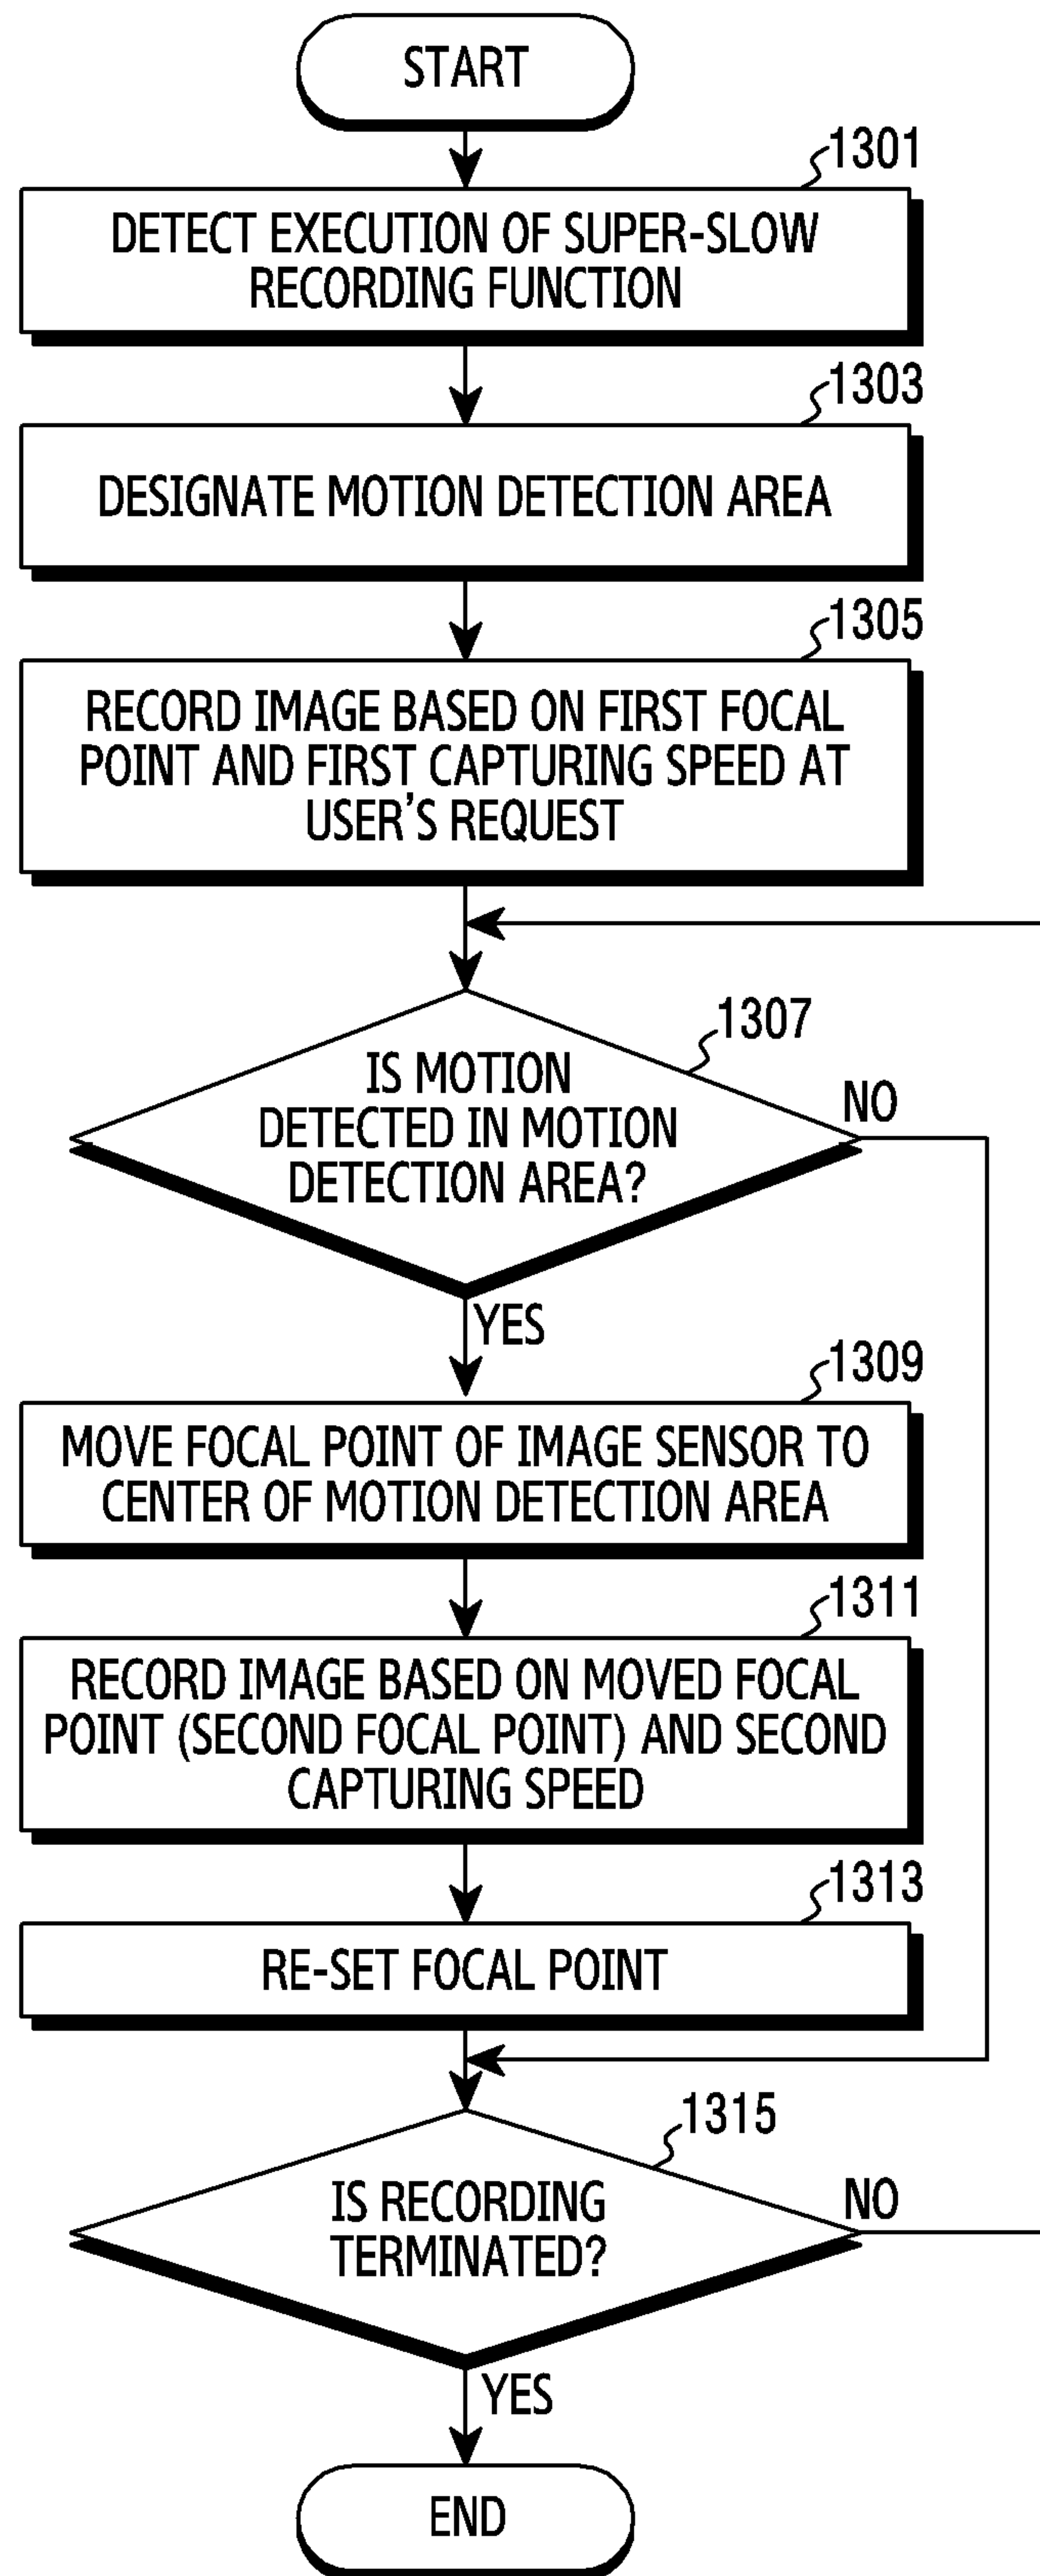 START
1301
DETECT EXECUTION OF SUPER-SLOW
RECORDING FUNCTION
1303
DESIGNATE MOTION DETECTION AREA
1305
RECORD IMAGE BASED ON FIRST FOCAL
POINT AND FIRST CAPTURING SPEED AT
USER'S REQUEST
1307
IS MOTION
DETECTED IN MOTION
DETECTION AREA?
NO
YES
1309
MOVE FOCAL POINT OF IMAGE SENSOR TO
CENTER OF MOTION DETECTION AREA
1311
RECORD IMAGE BASED ON MOVED FOCAL
POINT (SECOND FOCAL POINT) AND SECOND
CAPTURING SPEED
1313
RE-SET FOCAL POINT
1315
IS RECORDING
TERMINATED?
NO
YES
END